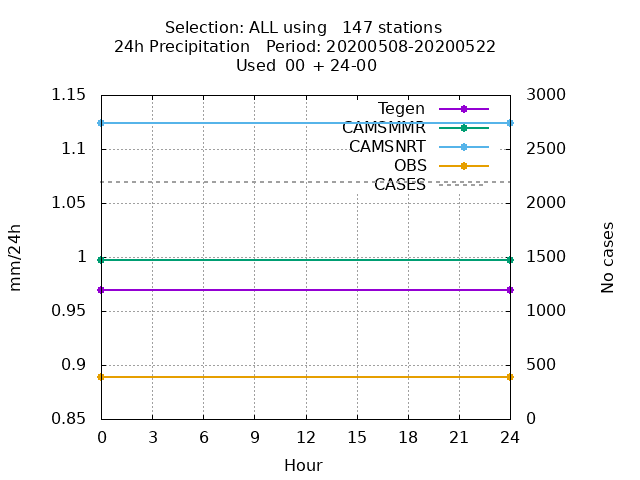 Selection: ALL using   147 stations
24h Precipitation   Period: 20200508-20200522
Used  00  + 24-00
1.15
1.1
1.05
1
0.95
0.9
0.85
mm/24h
Tegen
CAMSMMR
CAMSNRT
OBS
CASES
3000
2500
2000
1500
1000
500
0
No cases
0 3 6 9 12 15 18 21 24
Hour